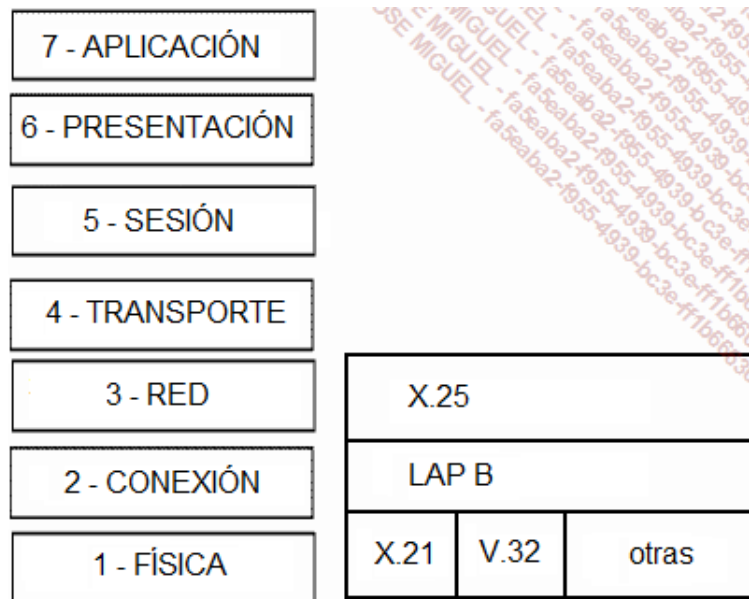 7 - APLICACIÓN
6 - PRESENTACIÓN
5 - SESIÓN
4 - TRANSPORTE
3 - RED
X.25
2 - CONEXIÓN
LAP B
1 - FÍSICA
X.21
V.32
otras